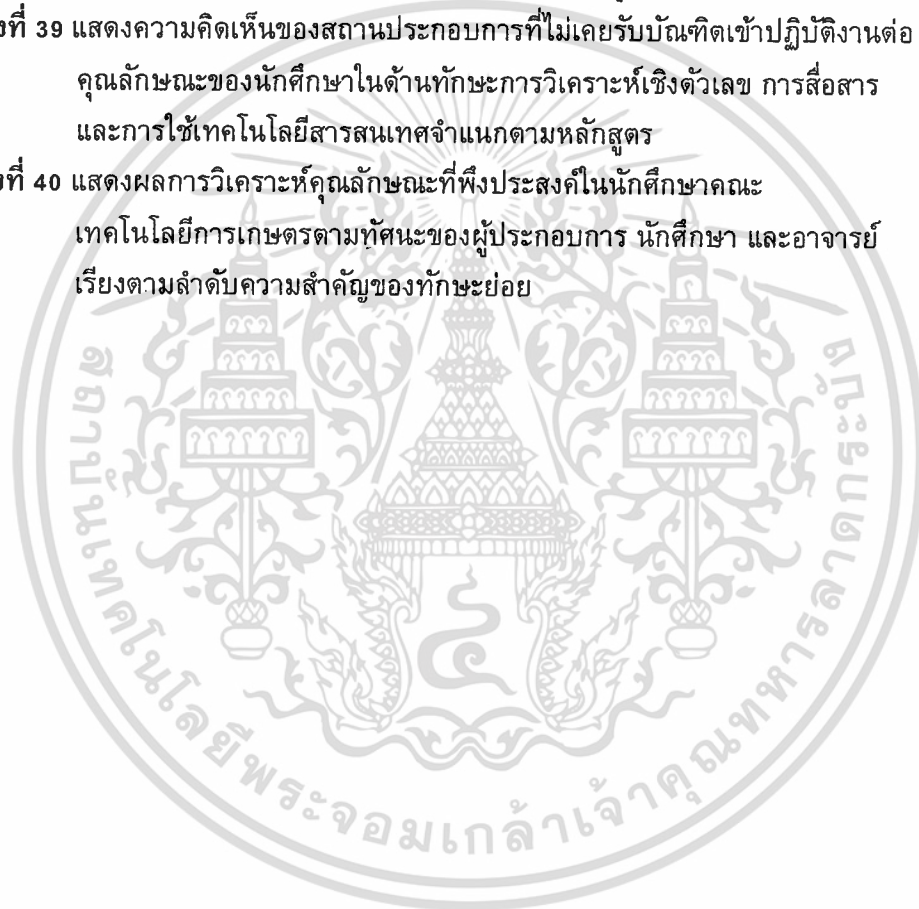 งที่ 39 แสดงความคิดเห็นของสถานประกอบการที่ไม่เคยรับบัณฑิตเข้าปฏิบัติงานต่อ
คุณลักษณะของนักศึกษาในด้านทักษะการวิเคราะห์เชิงตัวเลข การสื่อสาร
และการใช้เทคโนโลยีสารสนเทศจำแนกตามหลักสูตร
งที่ 40 แสดงผลการวิเคราะห์คุณลักษณะที่พึงประสงค์ในนักศึกษาคณะ
เทคโนโลยีการเกษตรตามทัศนะของผู้ประกอบการ นักศึกษา และอาจารย์
เรียงตามลำดับความสำคัญของทักษะย่อย
สถาบันเทคโนโลยีพระจอมเกล้าเจ้าคุณทหารลาดกระบัง